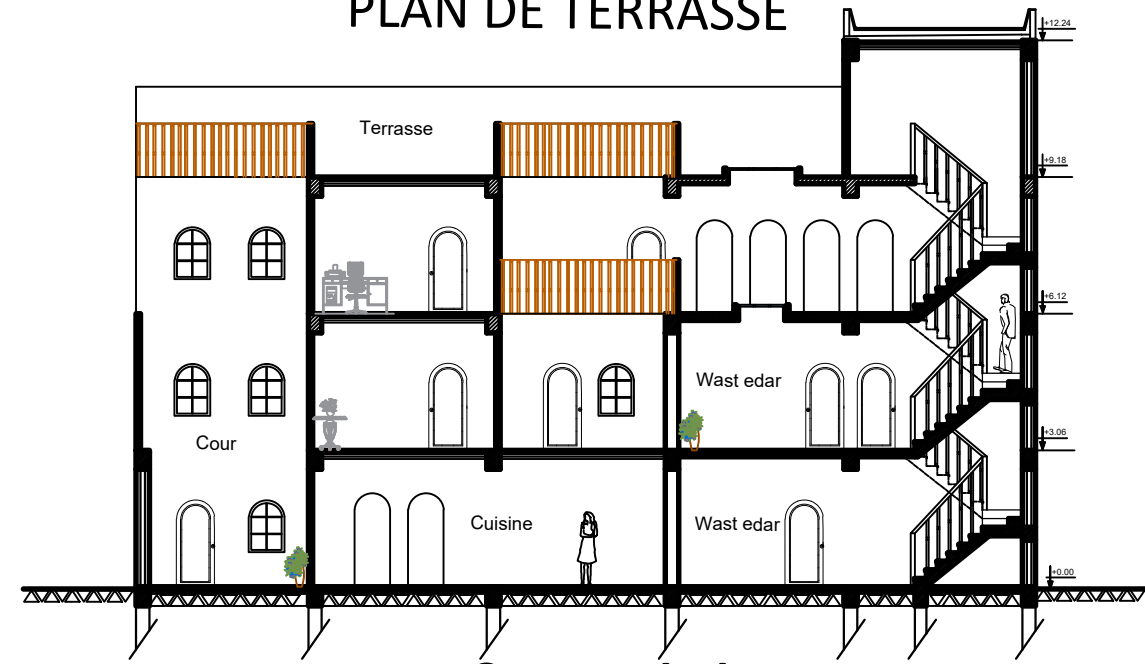 PLAN DE TERRASSE
+12.24
Terrasse
+9.18
+6.12
Wast edar
Cour
+3.06
Cuisine
Wast edar
+0.00